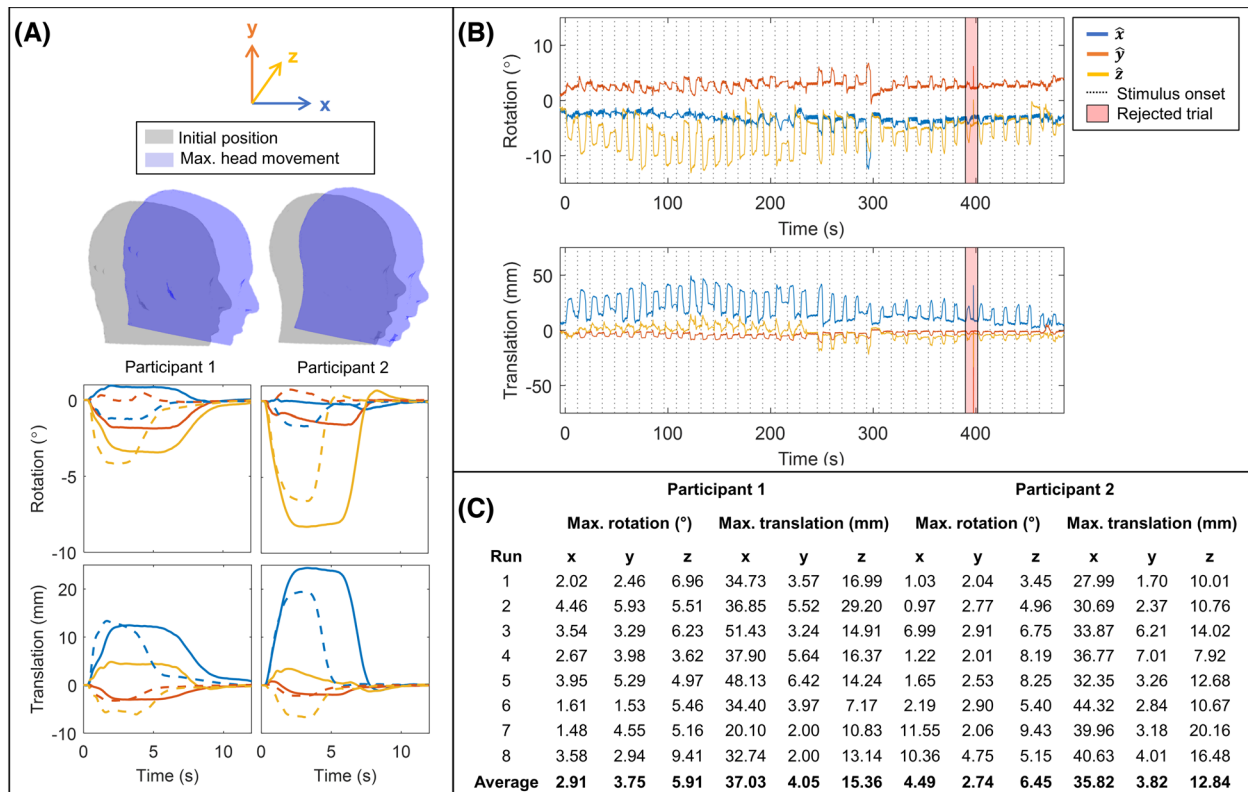 (A)
y
z
x
Initial position
Max. head movement
Participant 1
Participant 2
Rotation (°)
0
-5
-10
Translation (mm)
20
10
0
-10
0 5 10
0 5 10
Time (s)
Time (s)
(B)
Rotation (°)
10
0
-10
0 100 200 300 400
Time (s)
Translation (mm)
50
0
-50
0 100 200 300 400
Time (s)
x̂
ŷ
ẑ
Stimulus onset
Rejected trial
(C)
Participant 1 Participant 2
Max. rotation (°) Max. translation (mm) Max. rotation (°) Max. translation (mm)
Run x y z x y z x y z x y z
1 2.02 2.46 6.96 34.73 3.57 16.99 1.03 2.04 3.45 27.99 1.70 10.01
2 4.46 5.93 5.51 36.85 5.52 29.20 0.97 2.77 4.96 30.69 2.37 10.76
3 3.54 3.29 6.23 51.43 3.24 14.91 6.99 2.91 6.75 33.87 6.21 14.02
4 2.67 3.98 3.62 37.90 5.64 16.37 1.22 2.01 8.19 36.77 7.01 7.92
5 3.95 5.29 4.97 48.13 6.42 14.24 1.65 2.53 8.25 32.35 3.26 12.68
6 1.61 1.53 5.46 34.40 3.97 7.17 2.19 2.90 5.40 44.32 2.84 10.67
7 1.48 4.55 5.16 20.10 2.00 10.83 11.55 2.06 9.43 39.96 3.18 20.16
8 3.58 2.94 9.41 32.74 2.00 13.14 10.36 4.75 5.15 40.63 4.01 16.48
Average 2.91 3.75 5.91 37.03 4.05 15.36 4.49 2.74 6.45 35.82 3.82 12.84